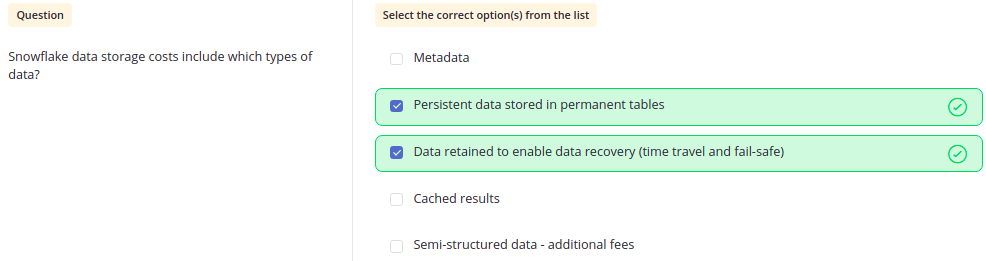 Question
Snowflake data storage costs include which types of
data?
Select the correct option(s) from the list
Metadata
Persistent data stored in permanent tables
Data retained to enable data recovery (time travel and fail-safe)
Cached results
Semi-structured data - additional fees